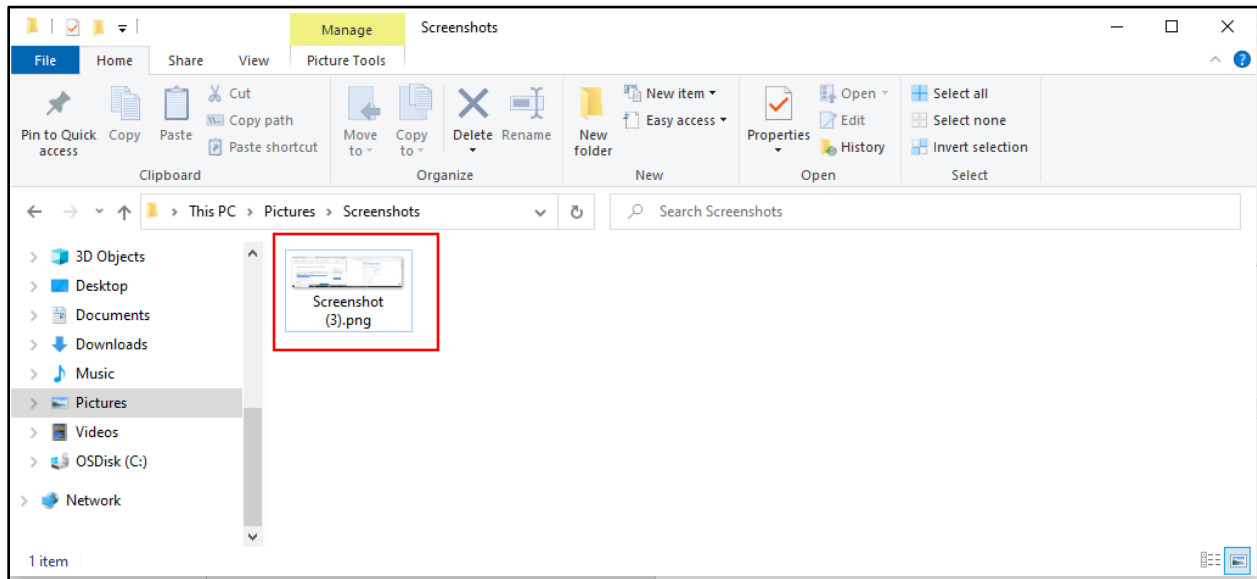 Manage
Screenshots
File
Home
Share
View
Picture Tools
Pin to Quick access
Copy
Paste
Cut
Copy path
Paste shortcut
Clipboard
Move to
Copy to
Delete
Rename
Organize
New folder
New item
Easy access
New
Properties
Open
Edit
History
Open
Select all
Select none
Invert selection
Select
This PC > Pictures > Screenshots
Search Screenshots
3D Objects
Desktop
Documents
Downloads
Music
Pictures
Videos
OSDisk (C:)
Network
Screenshot
(3).png
1 item